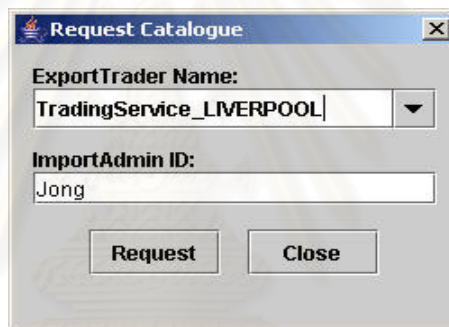 Request Catalogue
ExportTrader Name:
TradingService_LIVERPOOL
ImportAdmin ID:
Jong
Request Close